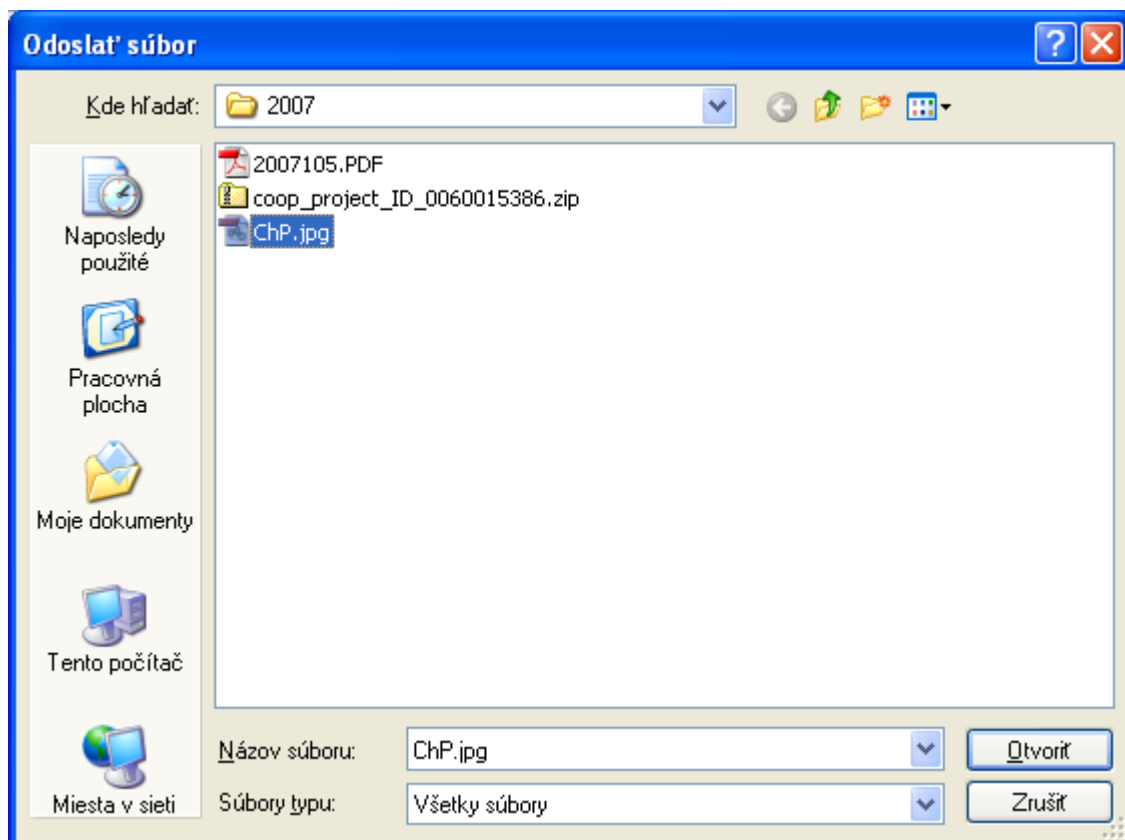 Odoslať súbor
Kde hľadať: 2007
2007105.PDF
coop_project_ID_0060015386.zip
ChP.jpg
Naposledy
použité
Pracovná
plocha
Moje dokumenty
Tento počítač
Miesta v sieti
Názov súboru: ChP.jpg Otvoriť
Súbory typu: Všetky súbory Zrušiť